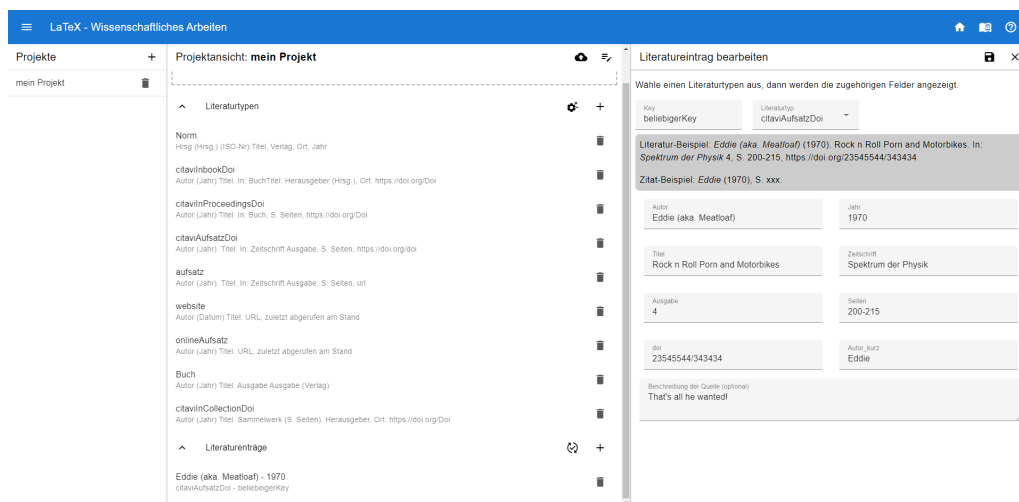 LaTeX - Wissenschaftliches Arbeiten
Projekte
mein Projekt
Projektansicht: mein Projekt
Literaturtypen
Norm
Hrsg (Hrsg.) (ISO-Nr) Titel, Verlag, Ort, Jahr
citaviInbookDoi
Autor (Jahr) Titel. In: BuchTitel. Herausgeber (Hrsg.), Ort. https://doi.org/Doi
citaviInProceedingsDoi
Autor (Jahr) Titel. In: Buch, S. Seiten, https://doi.org/Doi
citaviAufsatzDoi
Autor (Jahr). Titel. In: Zeitschrift Ausgabe, S. Seiten, https://doi.org/doi
aufsatz
Autor (Jahr). Titel. In: Zeitschrift Ausgabe, S. Seiten, url
website
Autor (Datum) Titel. URL, zuletzt abgerufen am Stand
onlineAufsatz
Autor (Jahr) Titel. URL, zuletzt abgerufen am Stand
Buch
Autor (Jahr) Titel. Ausgabe Ausgabe (Verlag)
citaviInCollectionDoi
Autor (Jahr) Titel. Sammelwerk (S. Seiten). Herausgeber, Ort. https://doi.org/Doi
Literaturenträge
Eddie (aka. Meatloaf) - 1970
citaviAufsatzDoi - beliebeigerKey
Literatureintrag bearbeiten
Wähle einen Literaturtypen aus, dann werden die zugehörigen Felder angezeigt.
Key
beliebigerKey
Literaturtyp
citaviAufsatzDoi
Literatur-Beispiel: Eddie (aka. Meatloaf) (1970). Rock n Roll Porn and Motorbikes. In:
Spektrum der Physik 4, S. 200-215, https://doi.org/23545544/343434
Zitat-Beispiel: Eddie (1970), S. xxx.
Autor
Eddie (aka. Meatloaf)
Jahr
1970
Titel
Rock n Roll Porn and Motorbikes
Zeitschrift
Spektrum der Physik
Ausgabe
4
Seiten
200-215
doi
23545544/343434
Autor_kurz
Eddie
Beschreibung der Quelle (optional)
That's all he wanted!